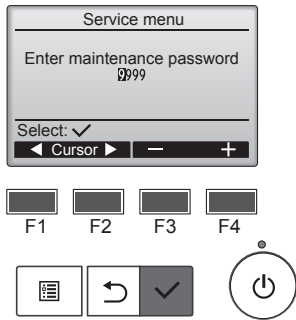 Service menu
Enter maintenance password
9999
Select: ✓
◀ Cursor ▶ — +
F1 F2 F3 F4